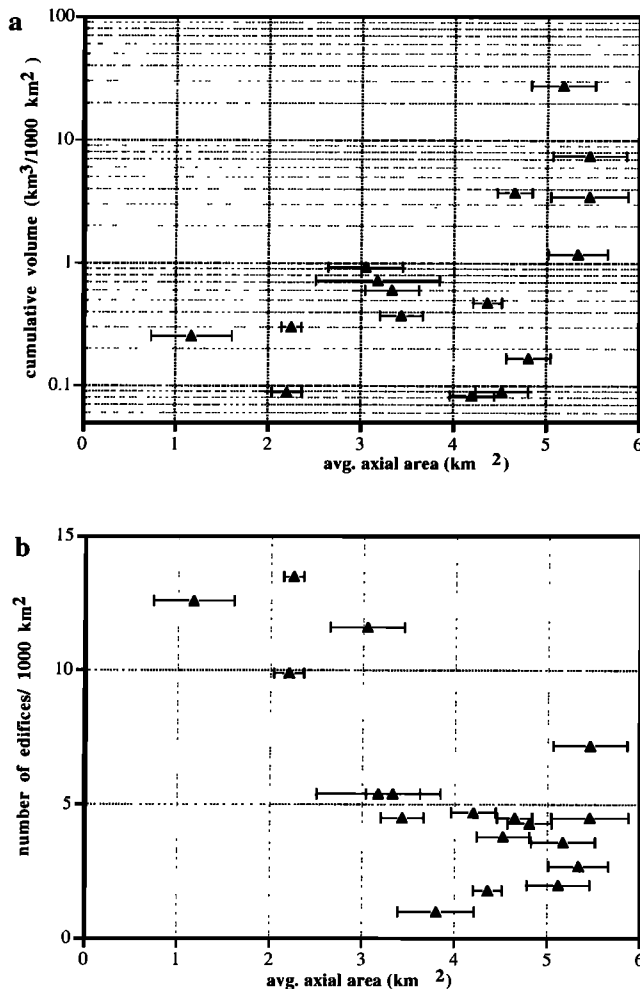 a
cumulative volume (km3/1000 km2)
100
10
1
0.1
0 1 2 3 4 5 6
avg. axial area (km 2)
b
number of edifices/ 1000 km2
15
10
5
0
0 1 2 3 4 5 6
avg. axial area (km 2)